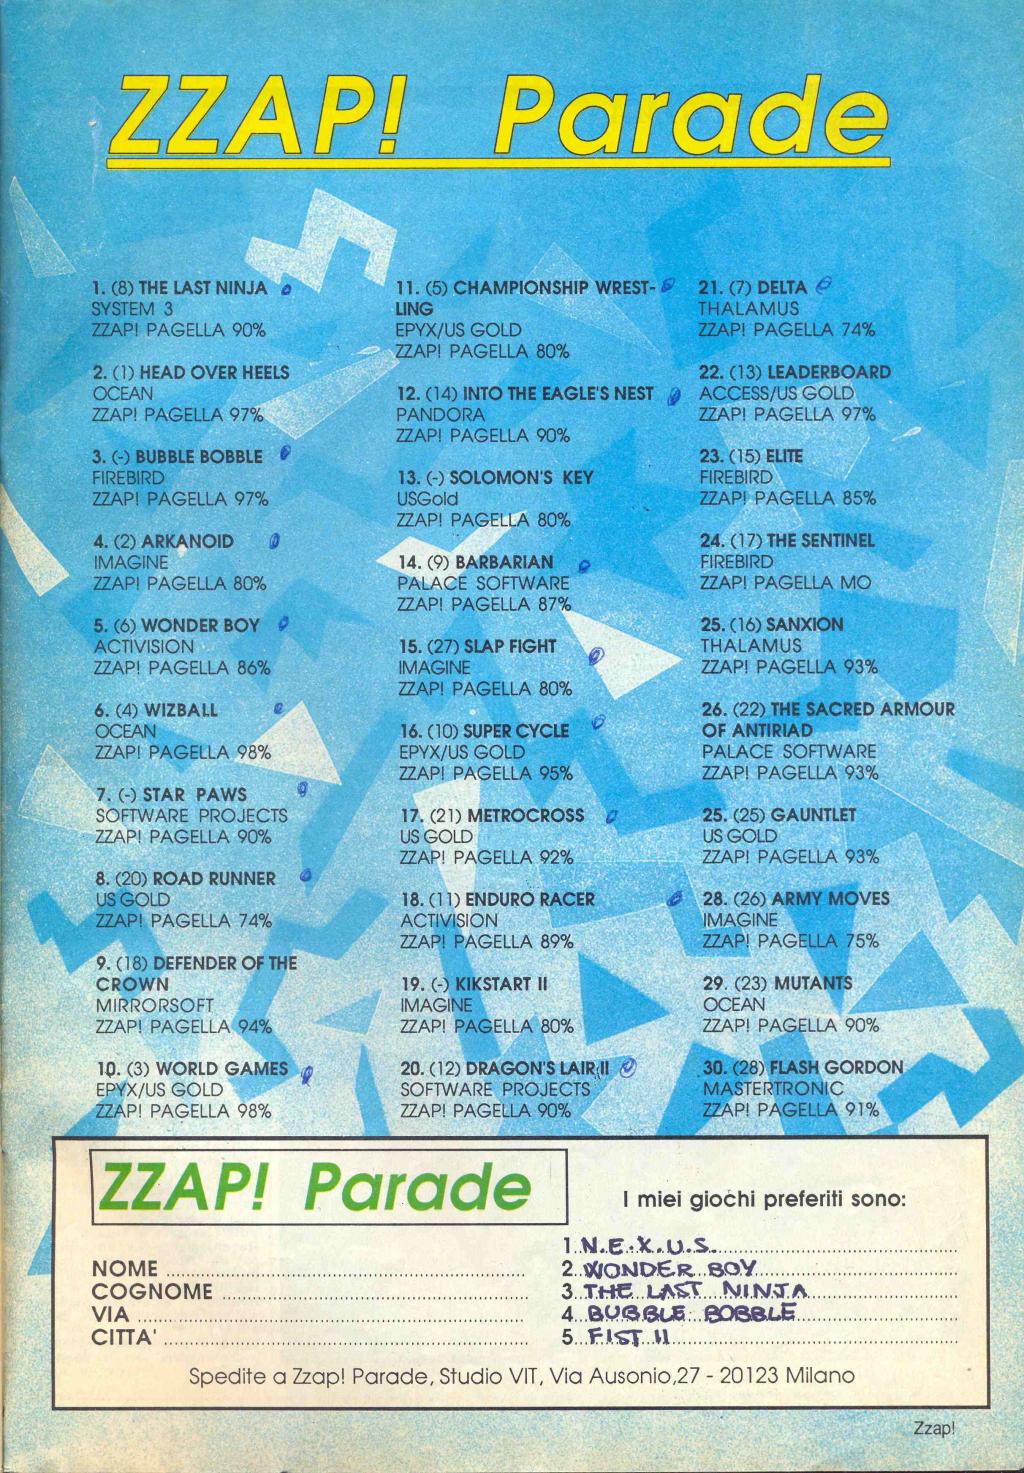 ZZAP! Parade
1. (8) THE LAST NINJA
SYSTEM 3
ZZAP! PAGELLA 90%
2. (1) HEAD OVER HEELS
OCEAN
ZZAP! PAGELLA 97%
3. (-) BUBBLE BOBBLE
FIREBIRD
ZZAP! PAGELLA 97%
4. (2) ARKANOID
IMAGINE
ZZAP! PAGELLA 80%
5. (6) WONDER BOY
ACTIVISION
ZZAP! PAGELLA 86%
6. (4) WIZBALL
OCEAN
ZZAP! PAGELLA 98%
7. (-) STAR PAWS
SOFTWARE PROJECTS
ZZAP! PAGELLA 90%
8. (20) ROAD RUNNER
US GOLD
ZZAP! PAGELLA 74%
9. (18) DEFENDER OF THE
CROWN
MIRRORSOFT
ZZAP! PAGELLA 94%
10. (3) WORLD GAMES
EPYX/US GOLD
ZZAP! PAGELLA 98%
11. (5) CHAMPIONSHIP WREST-
LING
EPYX/US GOLD
ZZAP! PAGELLA 80%
12. (14) INTO THE EAGLE'S NEST
PANDORA
ZZAP! PAGELLA 90%
13. (-) SOLOMON'S KEY
USGold
ZZAP! PAGELLA 80%
14. (9) BARBARIAN
PALACE SOFTWARE
ZZAP! PAGELLA 87%
15. (27) SLAP FIGHT
IMAGINE
ZZAP! PAGELLA 80%
16. (10) SUPER CYCLE
EPYX/US GOLD
ZZAP! PAGELLA 95%
17. (21) METROCROSS
US GOLD
ZZAP! PAGELLA 92%
18. (11) ENDURO RACER
ACTIVISION
ZZAP! PAGELLA 89%
19. (-) KIKSTART II
IMAGINE
ZZAP! PAGELLA 80%
20. (12) DRAGON'S LAIR II
SOFTWARE PROJECTS
ZZAP! PAGELLA 90%
21. (7) DELTA
THALAMUS
ZZAP! PAGELLA 74%
22. (13) LEADERBOARD
ACCESS/US GOLD
ZZAP! PAGELLA 97%
23. (15) ELITE
FIREBIRD
ZZAP! PAGELLA 85%
24. (17) THE SENTINEL
FIREBIRD
ZZAP! PAGELLA MO
25. (16) SANXION
THALAMUS
ZZAP! PAGELLA 93%
26. (22) THE SACRED ARMOUR
OF ANTIRIAD
PALACE SOFTWARE
ZZAP! PAGELLA 93%
25. (25) GAUNTLET
US GOLD
ZZAP! PAGELLA 93%
28. (26) ARMY MOVES
IMAGINE
ZZAP! PAGELLA 75%
29. (23) MUTANTS
OCEAN
ZZAP! PAGELLA 90%
30. (28) FLASH GORDON
MASTERTRONIC
ZZAP! PAGELLA 91%
ZZAP! Parade
NOME
COGNOME
VIA
CITTA'
I miei giochi preferiti sono:
1 N.E.X.U.S.
2 WONDER BOY
3 THE LAST NINJA
4 BUBBLE BOBBLE
5 FIST II
Spedite a Zzap! Parade, Studio VIT, Via Ausonio,27 - 20123 Milano
Zzap!